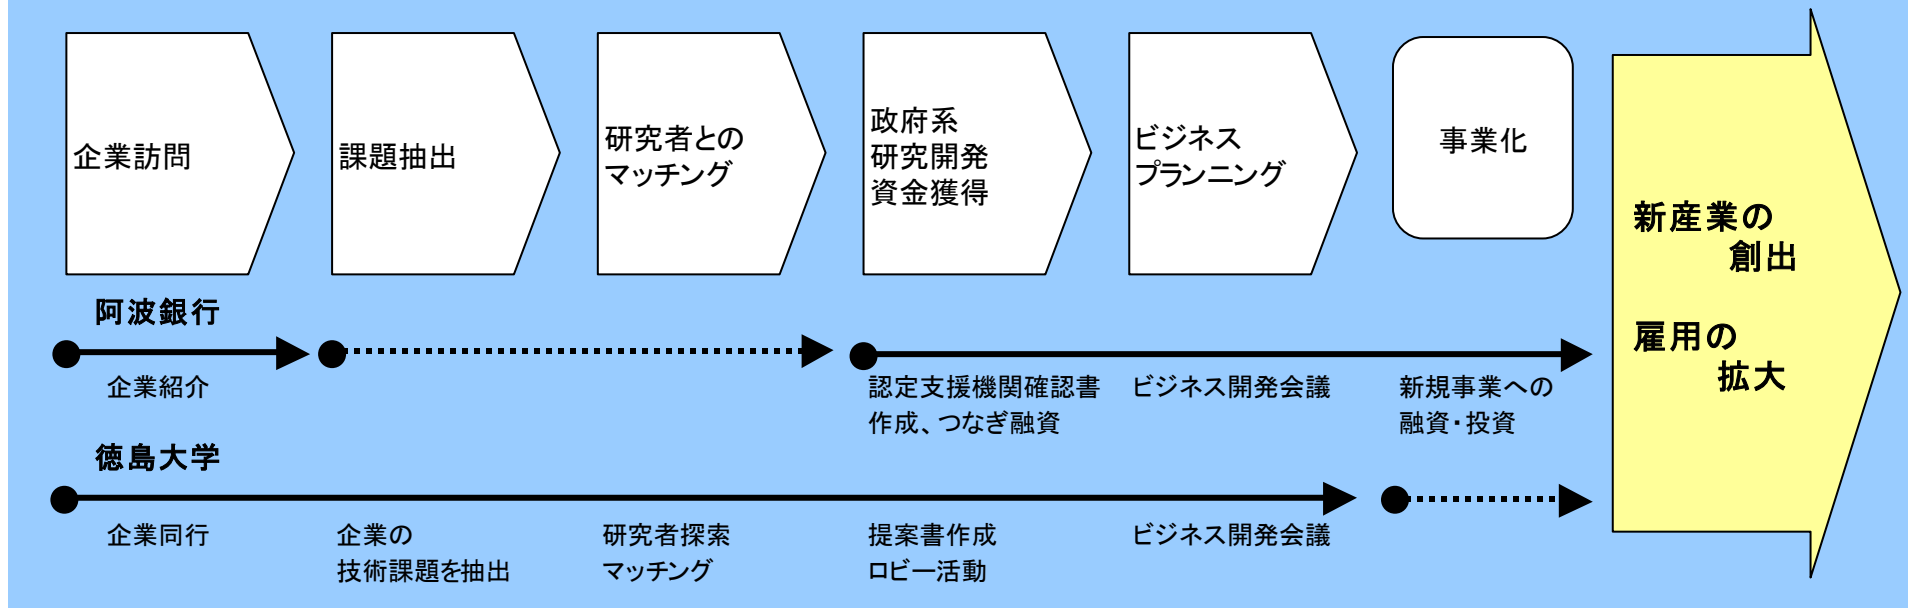 企業訪問
課題抽出
研究者との
マッチング
政府系
研究開発
資金獲得
ビジネス
プランニング
事業化
新産業の
創出
雇用の
拡大
阿波銀行
企業紹介
認定支援機関確認書
作成、つなぎ融資
ビジネス開発会議
新規事業への
融資・投資
徳島大学
企業同行
企業の
技術課題を抽出
研究者探索
マッチング
提案書作成
ロビー活動
ビジネス開発会議